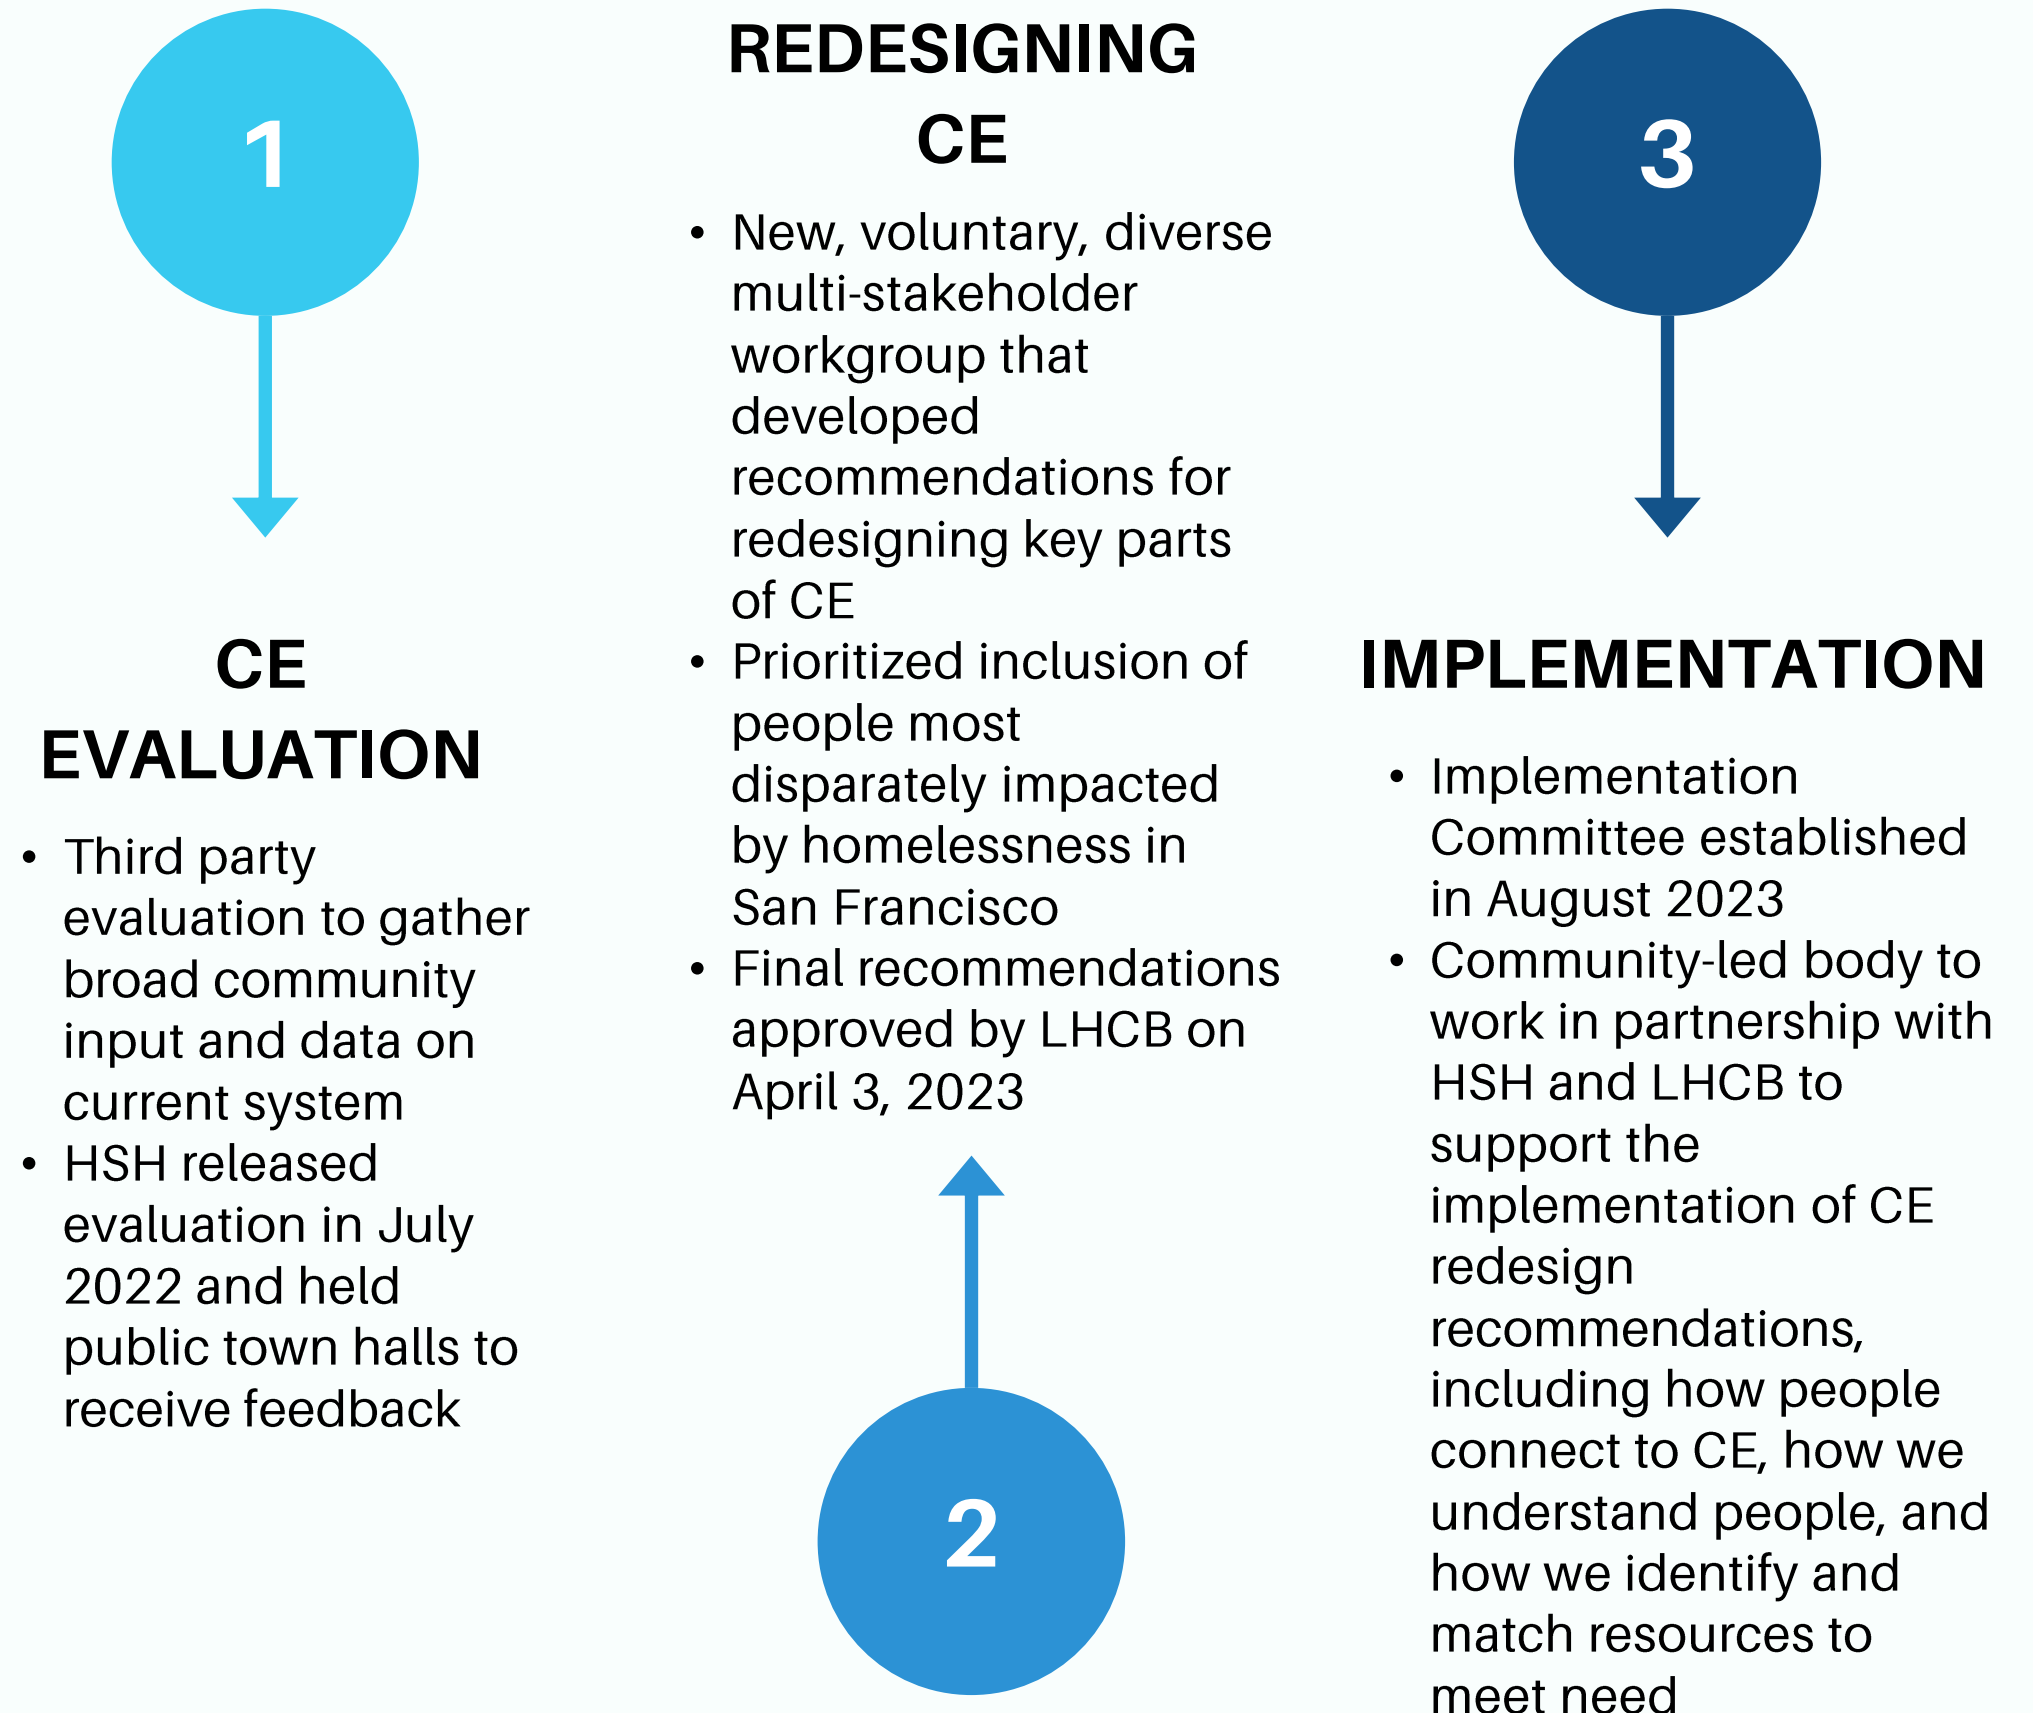 1
CE
EVALUATION
• Third party
evaluation to gather
broad community
input and data on
current system
• HSH released
evaluation in July
2022 and held
public town halls to
receive feedback
REDESIGNING
CE
• New, voluntary, diverse
multi-stakeholder
workgroup that
developed
recommendations for
redesigning key parts
of CE
• Prioritized inclusion of
people most
disparately impacted
by homelessness in
San Francisco
• Final recommendations
approved by LHCB on
April 3, 2023
2
3
IMPLEMENTATION
• Implementation
Committee established
in August 2023
• Community-led body to
work in partnership with
HSH and LHCB to
support the
implementation of CE
redesign
recommendations,
including how people
connect to CE, how we
understand people, and
how we identify and
match resources to
meet need